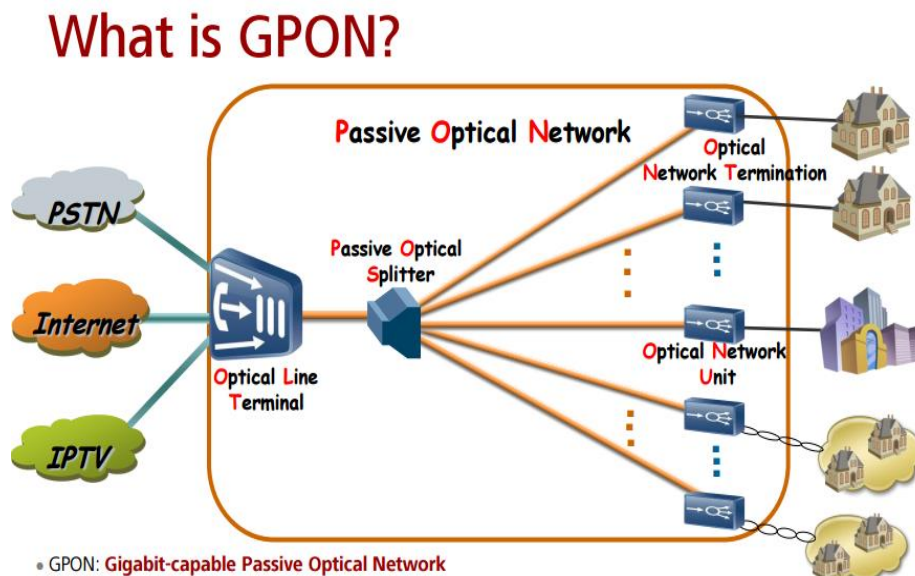 What is GPON?
Passive Optical Network
Optical
Network Termination
PSTN
Passive Optical
Splitter
Internet
Optical Line
Terminal
Optical Network
Unit
IPTV
• GPON: Gigabit-capable Passive Optical Network